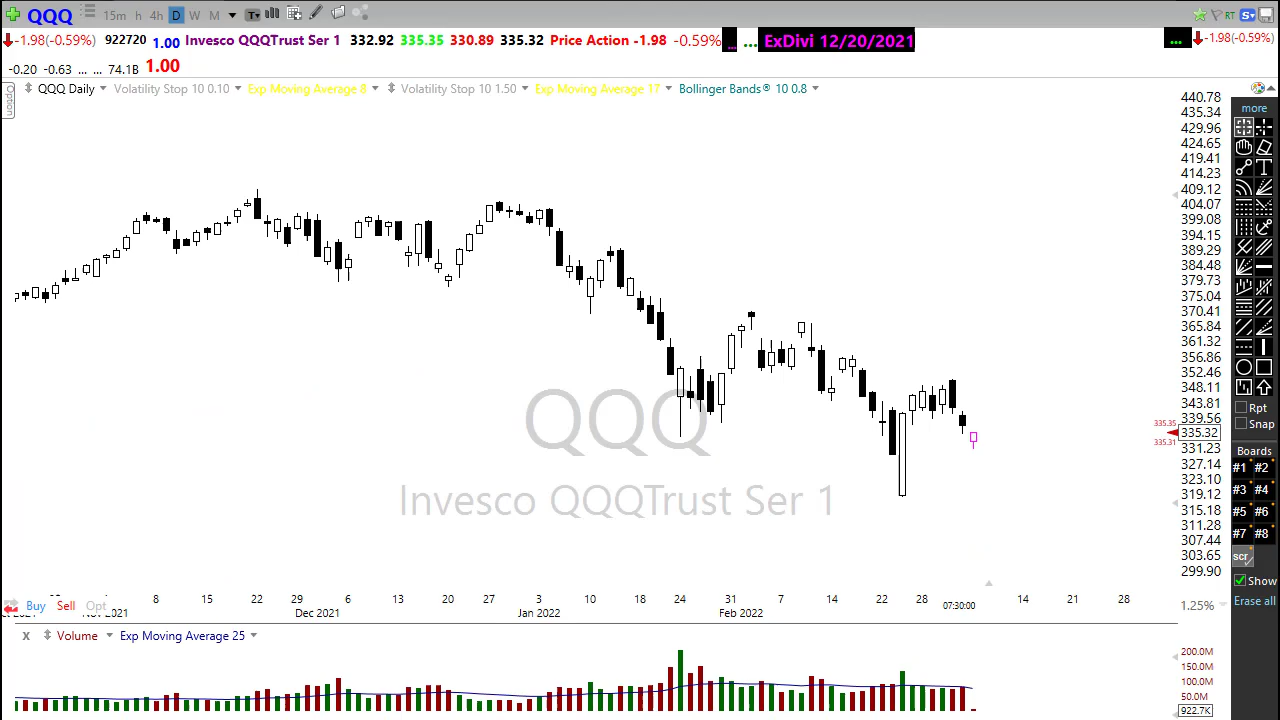 QQQ 15m h 4h D W M T RT S
-1.98(-0.59%) 922720 1.00 Invesco QQQTrust Ser 1 332.92 335.35 330.89 335.32 Price Action -1.98 -0.59% ... ... ExDivi 12/20/2021 ... -1.98(-0.59%)
-0.20 -0.63 ... ... 74.1B 1.00
Option
QQQ Daily Volatility Stop 10 0.10 Exp Moving Average 8 Volatility Stop 10 1.50 Exp Moving Average 17 Bollinger Bands® 10 0.8
440.78
435.34
429.96
424.65
419.41
414.23
409.12
404.07
399.08
394.15
389.29
384.48
379.73
375.04
370.41
365.84
361.32
356.86
352.46
348.11
343.81
339.56
335.35
335.32
335.31
331.23
327.14
323.10
319.12
315.18
311.28
307.44
303.65
299.90
more
T
Rpt
Snap
Boards
#1 #2
#3 #4
#5 #6
#7 #8
scr
Show
Erase all
QQQ
Invesco QQQTrust Ser 1
8 15 22 29 6 13 20 27 3 10 18 24 7 14 22 28 14 21 28
Buy Sell Opt
2021 Dec 2021 Jan 2022 Feb 2022 07:30:00 1.25%
x Volume Exp Moving Average 25
200.0M
150.0M
100.0M
50.0M
922.7K